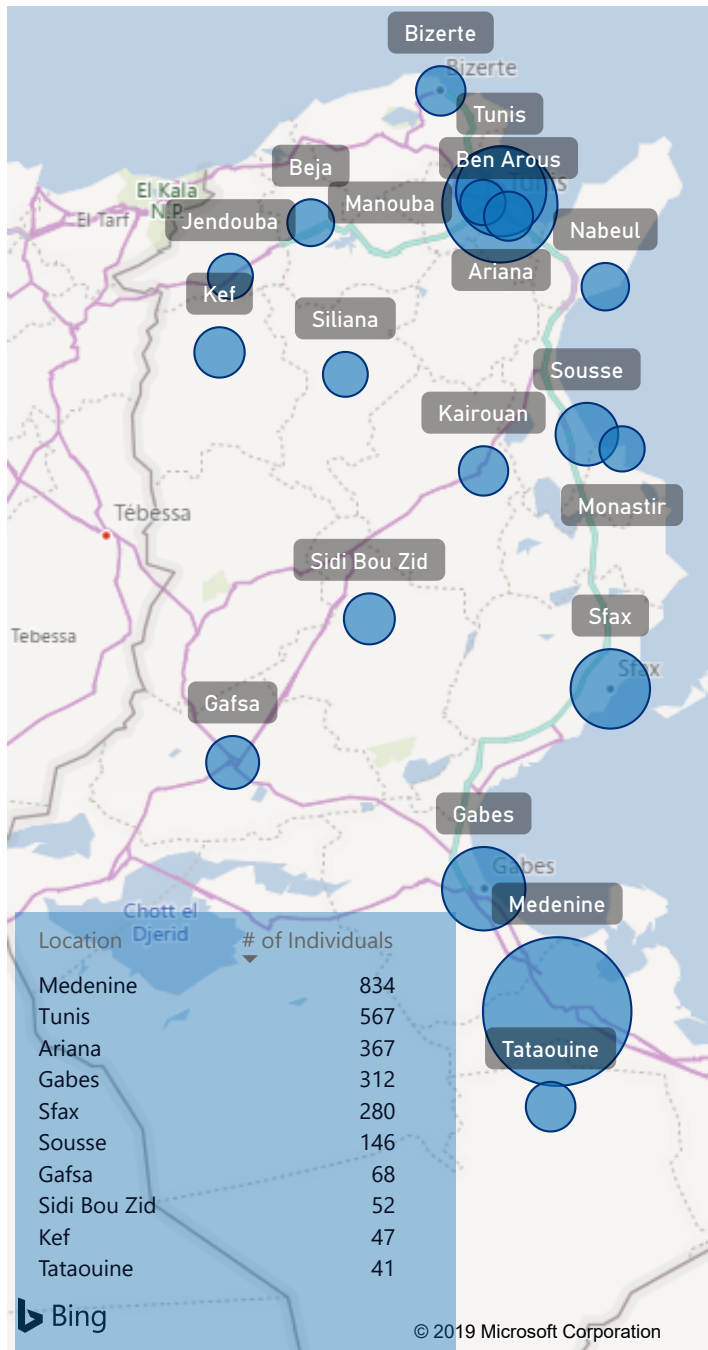 Bizerte
Bizerte
Tunis
Ben Arous
Tunis
Beja
El Kala
N.P.
Manouba
El Tarf
Jendouba
Nabeul
Ariana
Kef
Siliana
Sousse
Kairouan
Monastir
Tébessa
Sidi Bou Zid
Sfax
Tebessa
Sfax
Gafsa
Gabes
Gabes
Medenine
Chott el
Djerid
Location # of Individuals
Medenine 834
Tunis 567
Ariana 367
Gabes 312
Sfax 280
Sousse 146
Gafsa 68
Sidi Bou Zid 52
Kef 47
Tataouine 41
Tataouine
Bing
© 2019 Microsoft Corporation